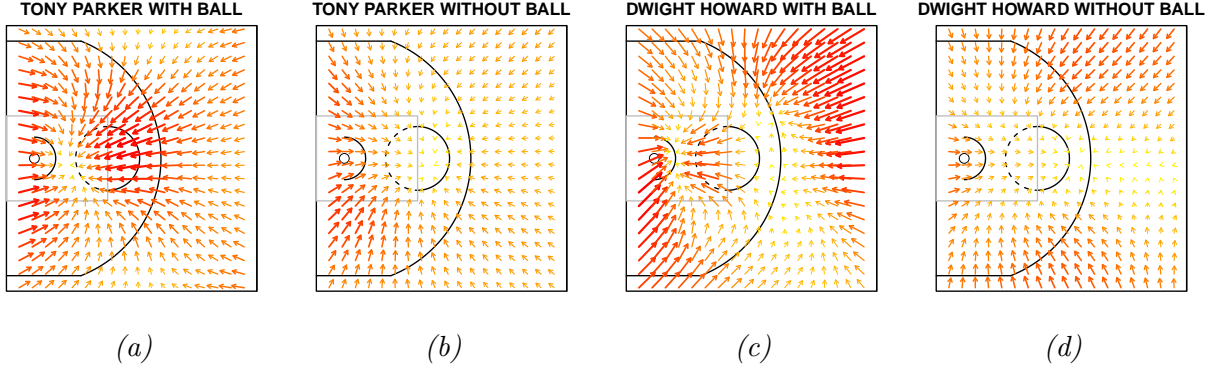 TONY PARKER WITH BALL
TONY PARKER WITHOUT BALL
DWIGHT HOWARD WITH BALL
DWIGHT HOWARD WITHOUT BALL
(a)
(b)
(c)
(d)